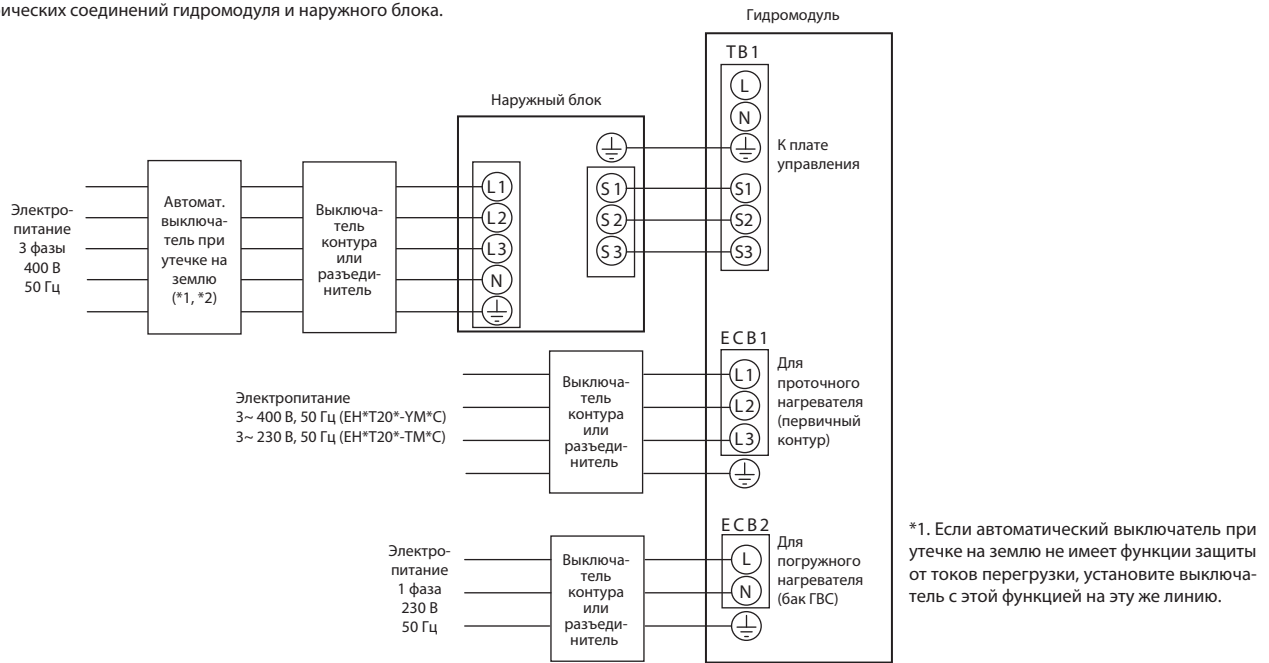 ических соединений гидромодуля и наружного блока.
Гидромодуль
TB1
L
N
К плате
управления
S1
S2
S3
Наружный блок
L1
L2
L3
N
S1
S2
S3
Электро-
питание
3 фазы
400 В
50 Гц
Автомат.
выключа-
тель при
утечке на
землю
(*1, *2)
Выключа-
тель
контура
или
разъеди-
нитель
ECB1
L1
L2
L3
Для
проточного
нагревателя
(первичный
контур)
Электропитание
3~ 400 В, 50 Гц (EH*T20*-YM*C)
3~ 230 В, 50 Гц (EH*T20*-TM*C)
Выключа-
тель
контура
или
разъеди-
нитель
ECB2
L
N
Для
погружного
нагревателя
(бак ГВС)
Электро-
питание
1 фаза
230 В
50 Гц
Выключа-
тель
контура
или
разъеди-
нитель
*1. Если автоматический выключатель при
утечке на землю не имеет функции защиты
от токов перегрузки, установите выключа-
тель с этой функцией на эту же линию.